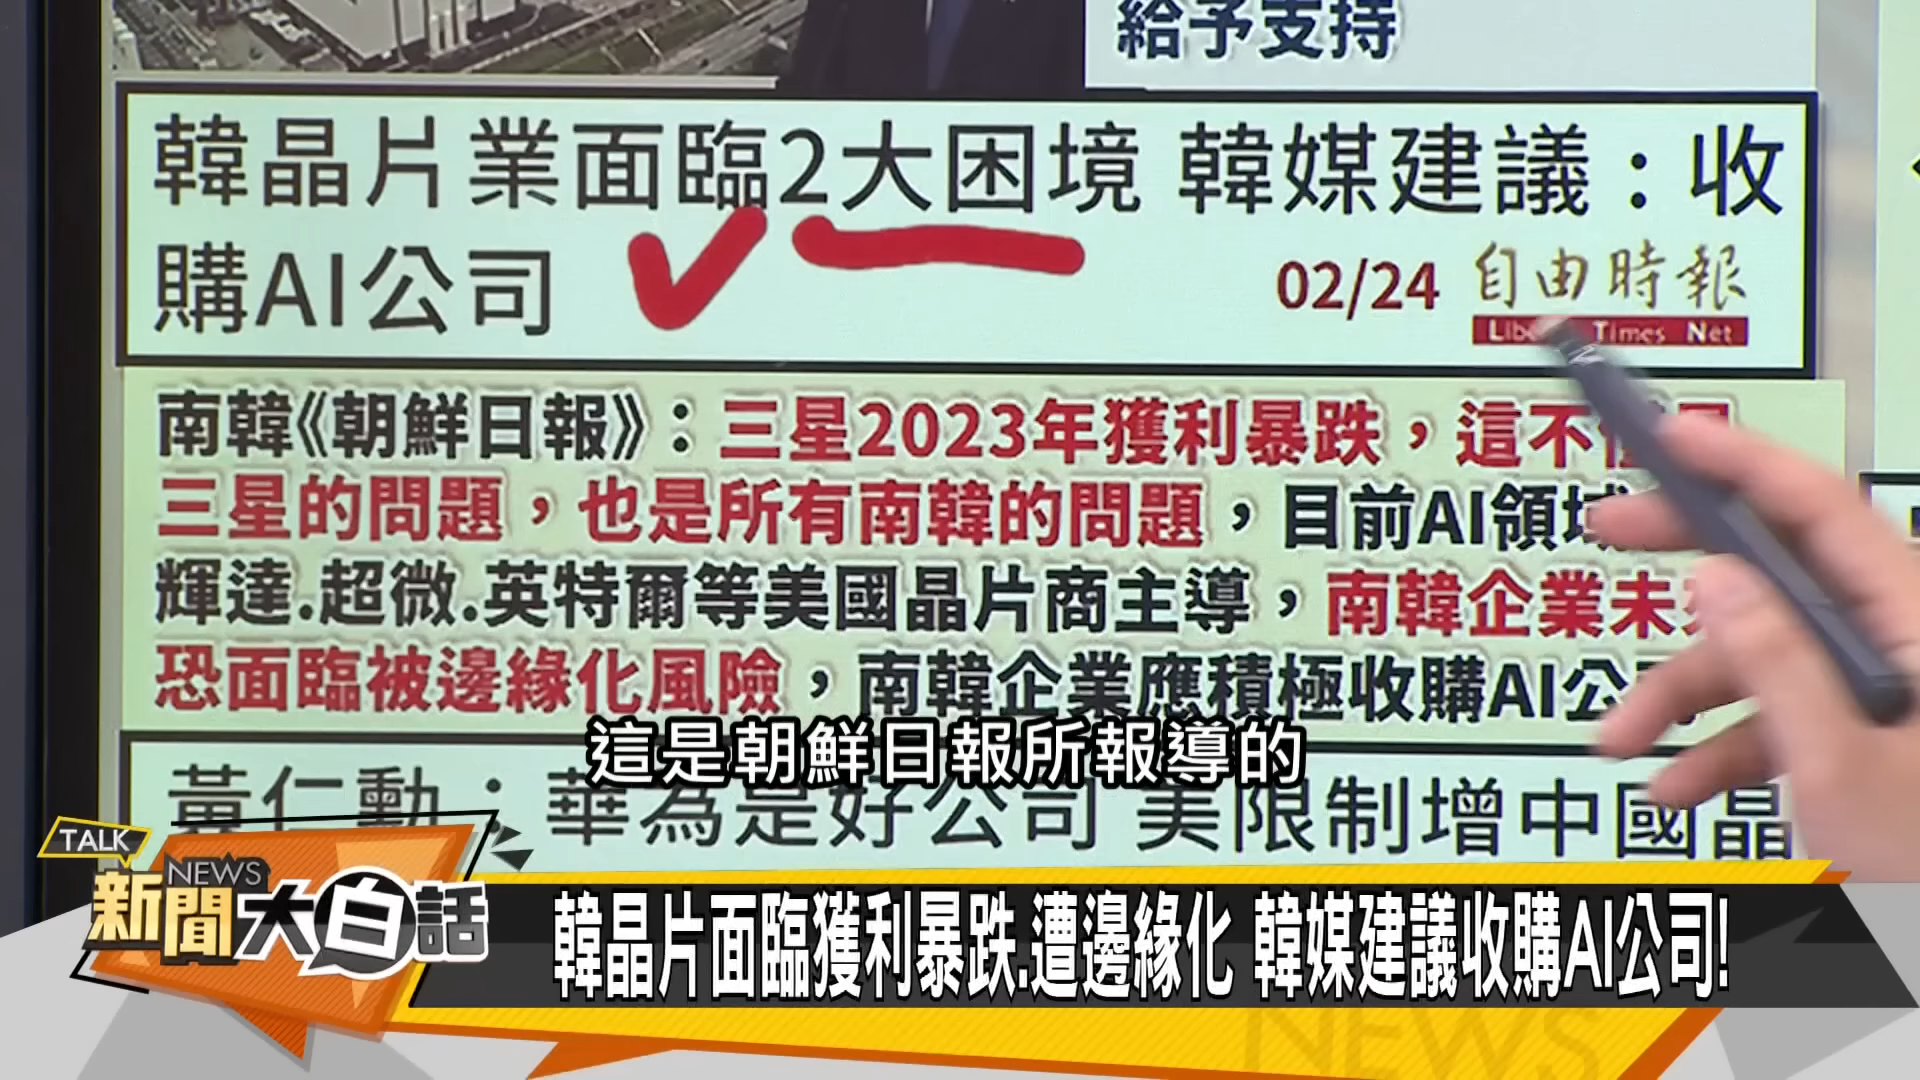 給予支持
韓晶片業面臨2大困境 韓媒建議：收
購AI公司
02/24 自由時報
Times Net
南韓《朝鮮日報》：三星2023年獲利暴跌，這不
三星的問題，也是所有南韓的問題，目前AI領域
輝達.超微.英特爾等美國晶片商主導，南韓企業未
恐面臨被邊緣化風險，南韓企業應積極收購AI公
這是朝鮮日報所報導的
黃仁勳：華為是好公司 美限制增中國晶
TALK
NEWS
新聞大白話
韓晶片面臨獲利暴跌.遭邊緣化 韓媒建議收購AI公司!
NEWS